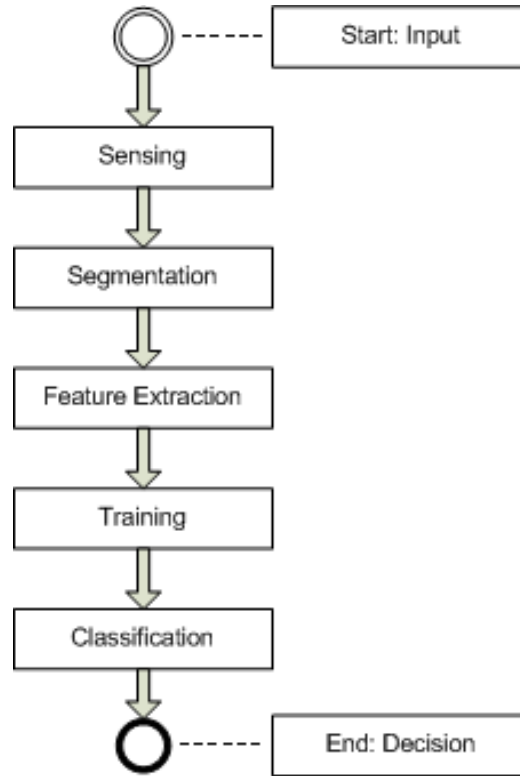 Start: Input
Sensing
Segmentation
Feature Extraction
Training
Classification
End: Decision